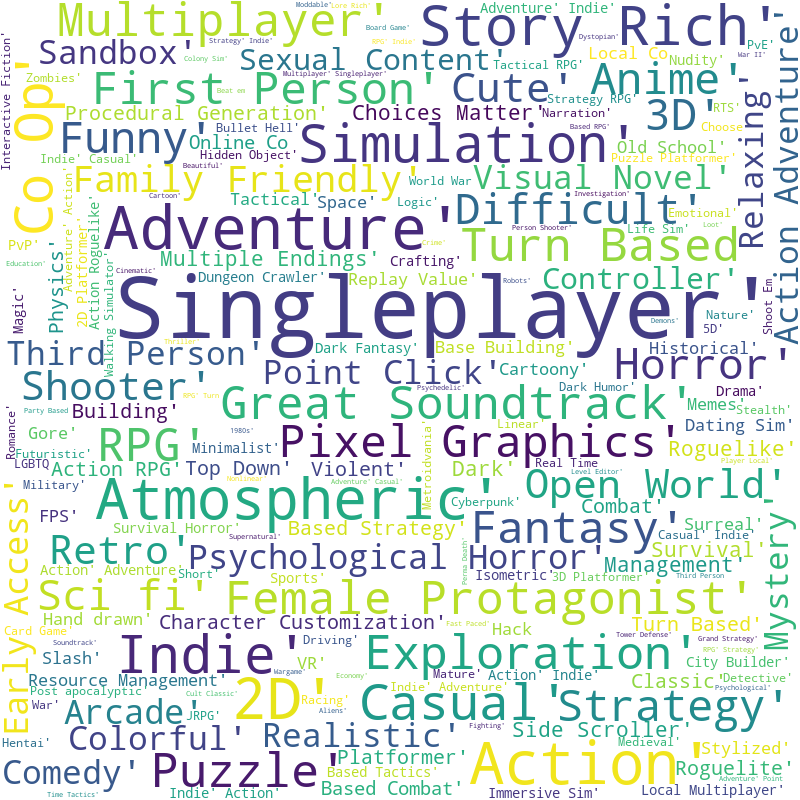 Multiplayer'
Moddable'
Lore Rich'
Board Game'
Story Rich'
Adventure' Indie'
Dystopian'
Strategy' Indie'
RPG' Indie'
Sandbox'
Sexual Content'
Tactical RPG'
Local Co
War II'
PvE'
Nudity'
Interactive Fiction'
Zombies'
Colony Sim'
Beat em
Multiplayer' Singleplayer'
First Person'
Cute'
Strategy RPG'
Anime'
Co Op'
Procedural Generation'
Choices Matter'
Narration'
3D'
RTS'
Choose
Funny'
Bullet Hell'
Online Co
Simulation'
Based RPG'
Old School'
Indie' Casual'
Hidden Object'
Beautiful'
Puzzle Platformer'
Relaxing'
Action Adventure'
Family Friendly'
World War
Visual Novel'
Investigation'
Adventure' Action'
Cartoon'
Tactical'
Space'
Logic'
Difficult'
Life Sim'
Emotional'
Loot'
Adventure'
Crime'
Person Shooter'
Turn Based
PvP'
Physics'
2D Platformer'
Action Roguelike'
Walking Simulator'
Multiple Endings'
Crafting'
Education'
Cinematic'
Dungeon Crawler'
Replay Value'
Robots'
Controller'
Magic'
Singleplayer'
Nature'
5D'
Demons'
Shoot Em
Third Person'
Thriller'
Dark Fantasy'
Base Building'
Historical'
Point Click'
Cartoony'
Horror'
Shooter'
RPG' Turn
Psychedelic'
Dark Humor'
Drama'
Great Soundtrack'
Memes'
Stealth'
Romance'
Party Based
Building'
Linear'
Dating Sim'
Gore'
1980s'
RPG'
Pixel Graphics'
Roguelike'
Futuristic'
Minimalist'
LGBTQ
Action RPG'
Top Down'
Violent'
Metroidvania'
Dark'
Real Time
Player Local'
Level Editor'
Military'
Nonlinear'
Adventure' Casual'
Atmospheric'
Cyberpunk'
Open World'
Early Access'
FPS'
Combat'
Survival Horror'
Based Strategy'
Fantasy'
Surreal'
Casual' Indie'
Mystery'
Retro'
Supernatural'
Psychological Horror'
Survival'
Action' Adventure'
Short'
Sports'
Perma Death'
Isometric'
3D Platformer'
Management'
Third Person
Sci fi'
Female Protagonist'
Card Game'
Hand drawn'
Character Customization'
Fast Paced'
Hack
Turn Based'
Soundtrack'
Indie'
Driving'
Tower Defense'
Grand Strategy'
RPG' Strategy'
Slash'
VR'
Exploration'
City Builder'
Resource Management'
Wargame'
Economy'
Mature'
Action' Indie'
Classic'
Detective'
Post apocalyptic'
Cult Classic'
2D'
Racing'
Indie' Adventure'
Psychological'
War'
Arcade'
JRPG'
Aliens'
Casual'
Strategy'
Colorful'
Realistic'
Fighting'
Side Scroller'
Medieval'
Stylized'
Hentai'
Comedy'
Puzzle'
Platformer'
Based Tactics'
Action'
Roguelite'
Adventure' Point
Time Tactics'
Indie' Action'
Based Combat'
Immersive Sim'
Local Multiplayer'